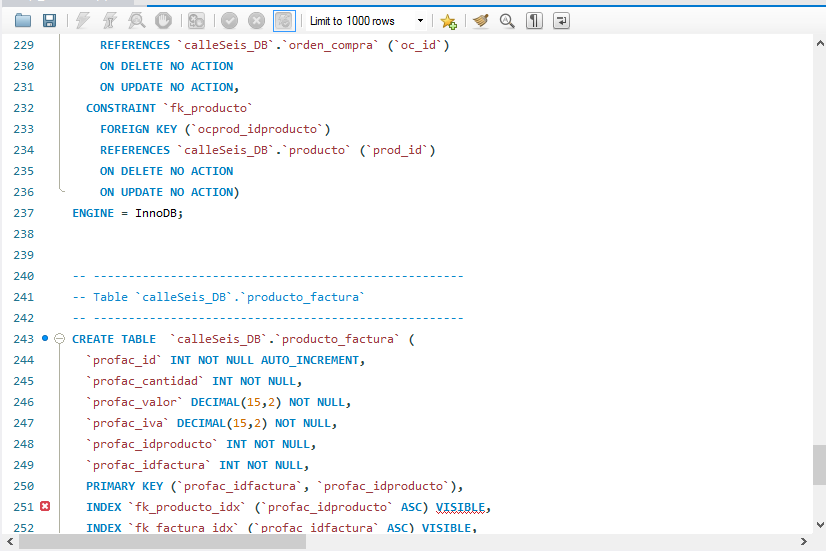 Limit to 1000 rows
229 REFERENCES `calleSeis_DB`.`orden_compra` (`oc_id`)
230 ON DELETE NO ACTION
231 ON UPDATE NO ACTION,
232 CONSTRAINT `fk_producto`
233 FOREIGN KEY (`ocprod_idproducto`)
234 REFERENCES `calleSeis_DB`.`producto` (`prod_id`)
235 ON DELETE NO ACTION
236 ON UPDATE NO ACTION)
237 ENGINE = InnoDB;
238
239
240 -- -----------------------------------------------------
241 -- Table `calleSeis_DB`.`producto_factura`
242 -- -----------------------------------------------------
243 CREATE TABLE  `calleSeis_DB`.`producto_factura` (
244 `profac_id` INT NOT NULL AUTO_INCREMENT,
245 `profac_cantidad` INT NOT NULL,
246 `profac_valor` DECIMAL(15,2) NOT NULL,
247 `profac_iva` DECIMAL(15,2) NOT NULL,
248 `profac_idproducto` INT NOT NULL,
249 `profac_idfactura` INT NOT NULL,
250 PRIMARY KEY (`profac_idfactura`, `profac_idproducto`),
251 INDEX `fk_producto_idx` (`profac_idproducto` ASC) VISIBLE,
252 INDEX `fk_factura_idx` (`profac_idfactura` ASC) VISIBLE,